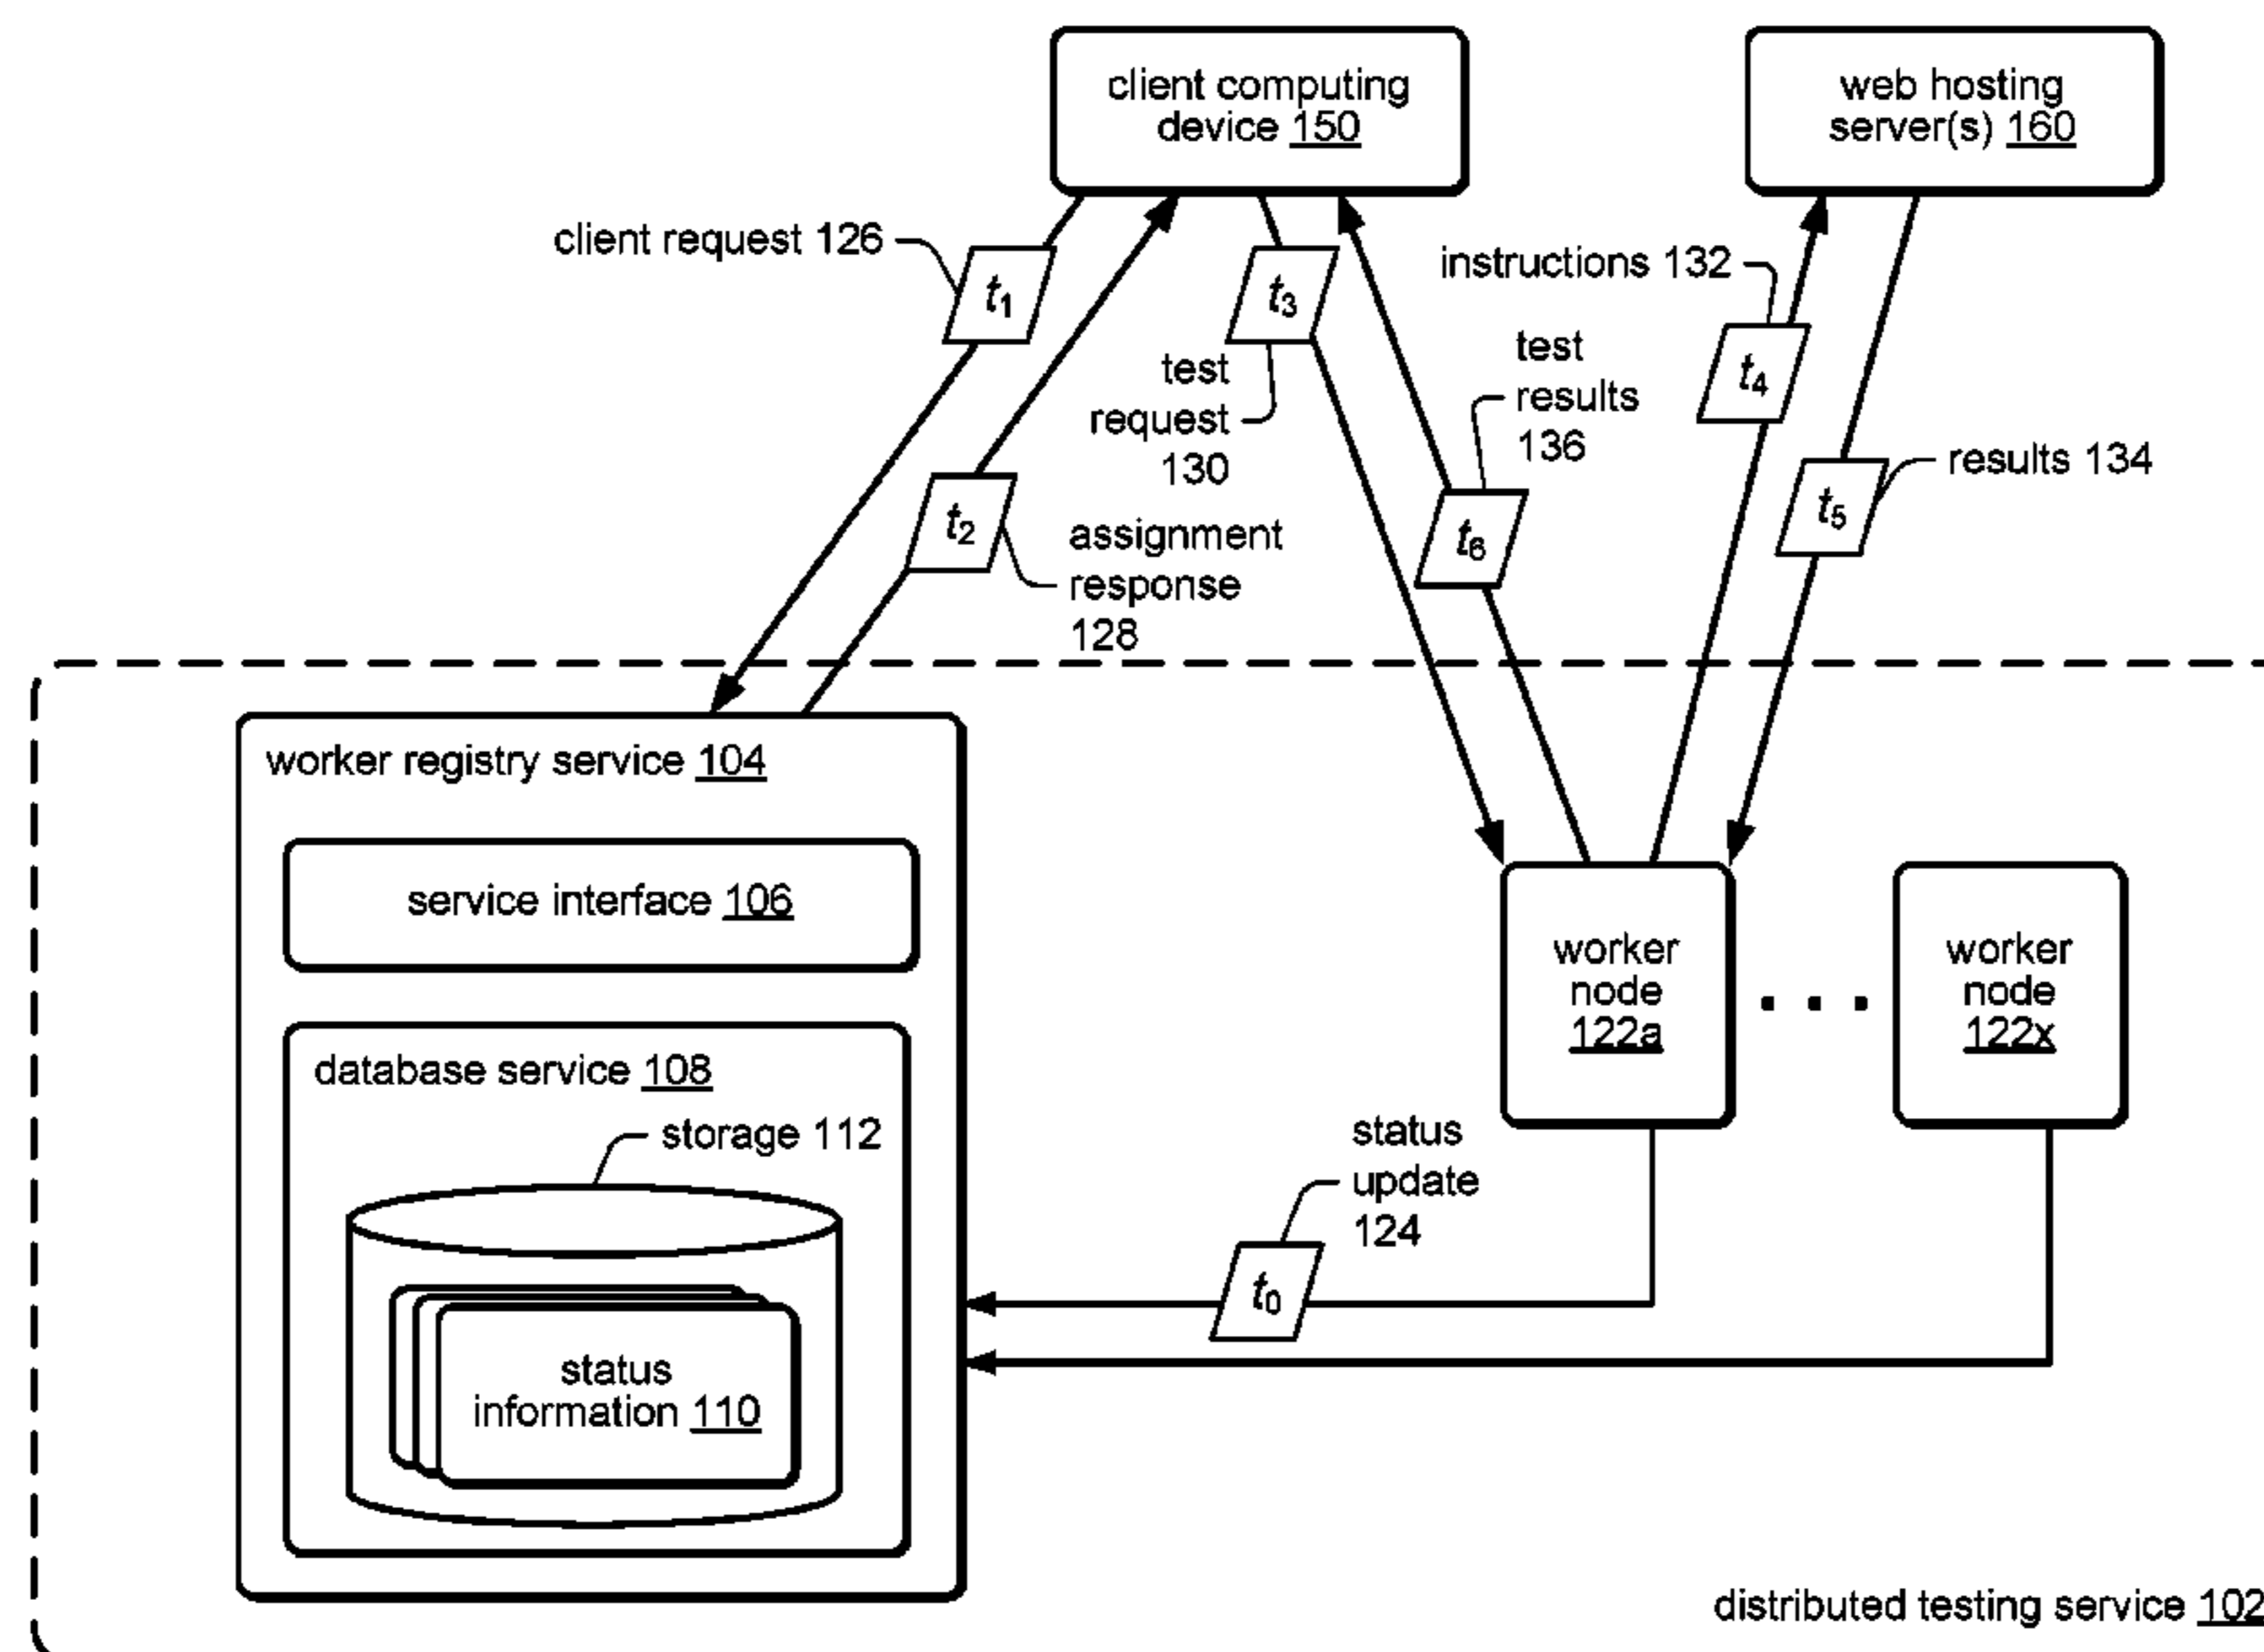 client computing
device 150
web hosting
server(s) 160
client request 126
t1
t3
instructions 132
t4
test
request
130
test
results
136
results 134
t2
t6
t5
assignment
response
128
worker registry service 104
service interface 106
worker
node
122a
. . .
worker
node
122x
database service 108
storage 112
status
update
124
t0
status
information 110
distributed testing service 102